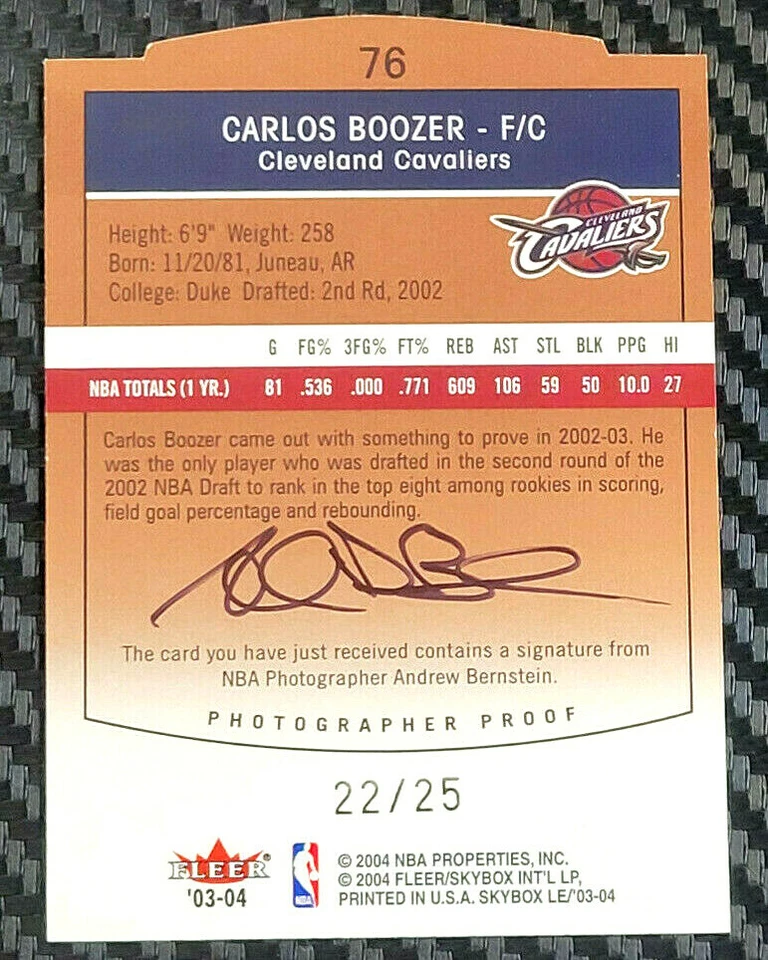 76
CARLOS BOOZER - F/C
Cleveland Cavaliers
CLEVELAND
CAVALIERS
Height: 6'9" Weight: 258
Born: 11/20/81, Juneau, AR
College: Duke Drafted: 2nd Rd, 2002
G FG% 3FG% FT% REB AST STL BLK PPG HI
NBA TOTALS (1 YR.) 81 .536 .000 .771 609 106 59 50 10.0 27
Carlos Boozer came out with something to prove in 2002-03. He
was the only player who was drafted in the second round of the
2002 NBA Draft to rank in the top eight among rookies in scoring,
field goal percentage and rebounding.
The card you have just received contains a signature from
NBA Photographer Andrew Bernstein.
PHOTOGRAPHER PROOF
22/25
FLEER®
'03-04
NBA
© 2004 NBA PROPERTIES, INC.
© 2004 FLEER/SKYBOX INT'L LP,
PRINTED IN U.S.A. SKYBOX LE/'03-04